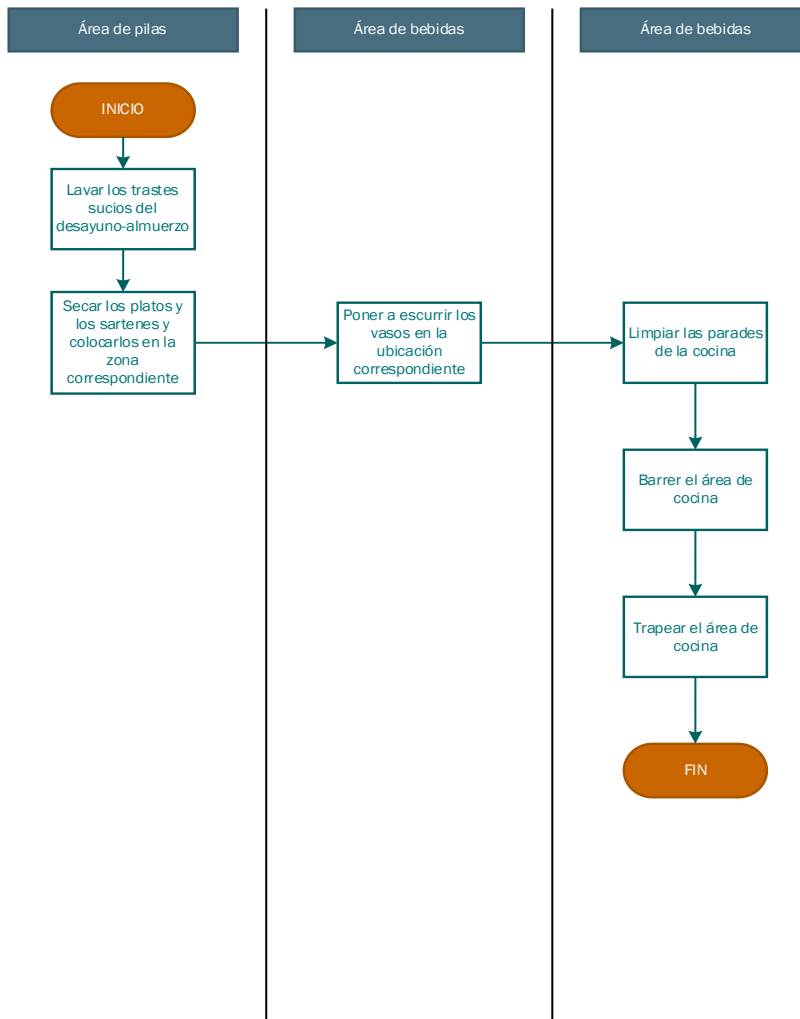 Área de pilas
Área de bebidas
Área de bebidas
INICIO
Lavar los trastes
sucios del
desayuno-almuerzo
Secar los platos y
los sartenes y
colocarlos en la
zona
correspondiente
Poner a escurrir los
vasos en la
ubicación
correspondiente
Limpiar las parades
de la cocina
Barrer el área de
cocina
Trapear el área de
cocina
FIN